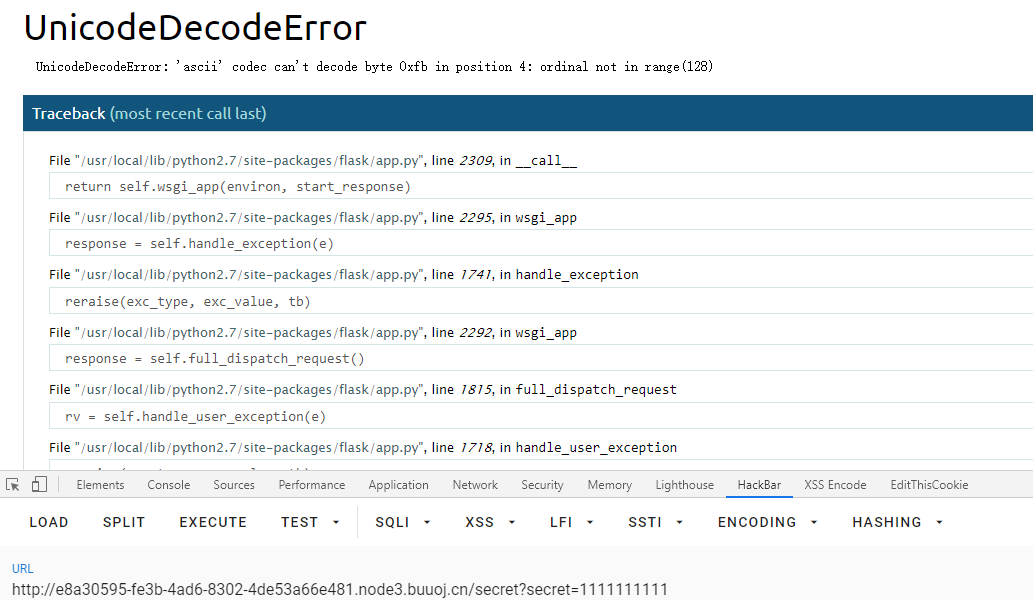 UnicodeDecodeError
UnicodeDecodeError: 'ascii' codec can't decode byte 0xfb in position 4: ordinal not in range(128)
Traceback (most recent call last)
File "/usr/local/lib/python2.7/site-packages/flask/app.py", line 2309, in __call__
return self.wsgi_app(environ, start_response)
File "/usr/local/lib/python2.7/site-packages/flask/app.py", line 2295, in wsgi_app
response = self.handle_exception(e)
File "/usr/local/lib/python2.7/site-packages/flask/app.py", line 1741, in handle_exception
reraise(exc_type, exc_value, tb)
File "/usr/local/lib/python2.7/site-packages/flask/app.py", line 2292, in wsgi_app
response = self.full_dispatch_request()
File "/usr/local/lib/python2.7/site-packages/flask/app.py", line 1815, in full_dispatch_request
rv = self.handle_user_exception(e)
File "/usr/local/lib/python2.7/site-packages/flask/app.py", line 1718, in handle_user_exception
Elements Console Sources Performance Application Network Security Memory Lighthouse HackBar XSS Encode EditThisCookie
LOAD SPLIT EXECUTE TEST SQLI XSS LFI SSTI ENCODING HASHING
URL
http://e8a30595-fe3b-4ad6-8302-4de53a66e481.node3.buuoj.cn/secret?secret=1111111111